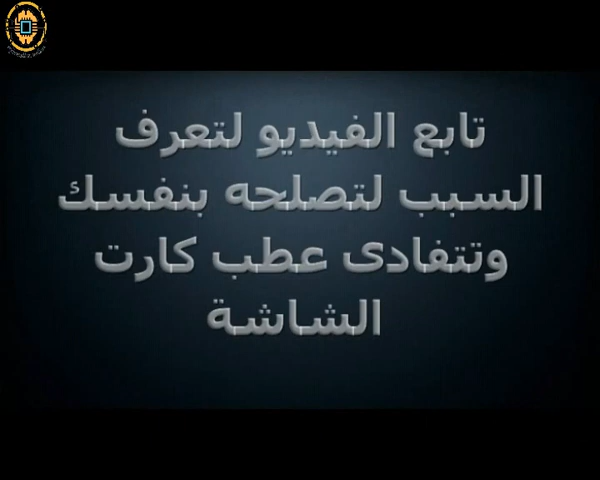 تابع الفيديو لتعرف
السبب لتصلحه بنفسك
وتتفادى عطب كارت
الشاشة